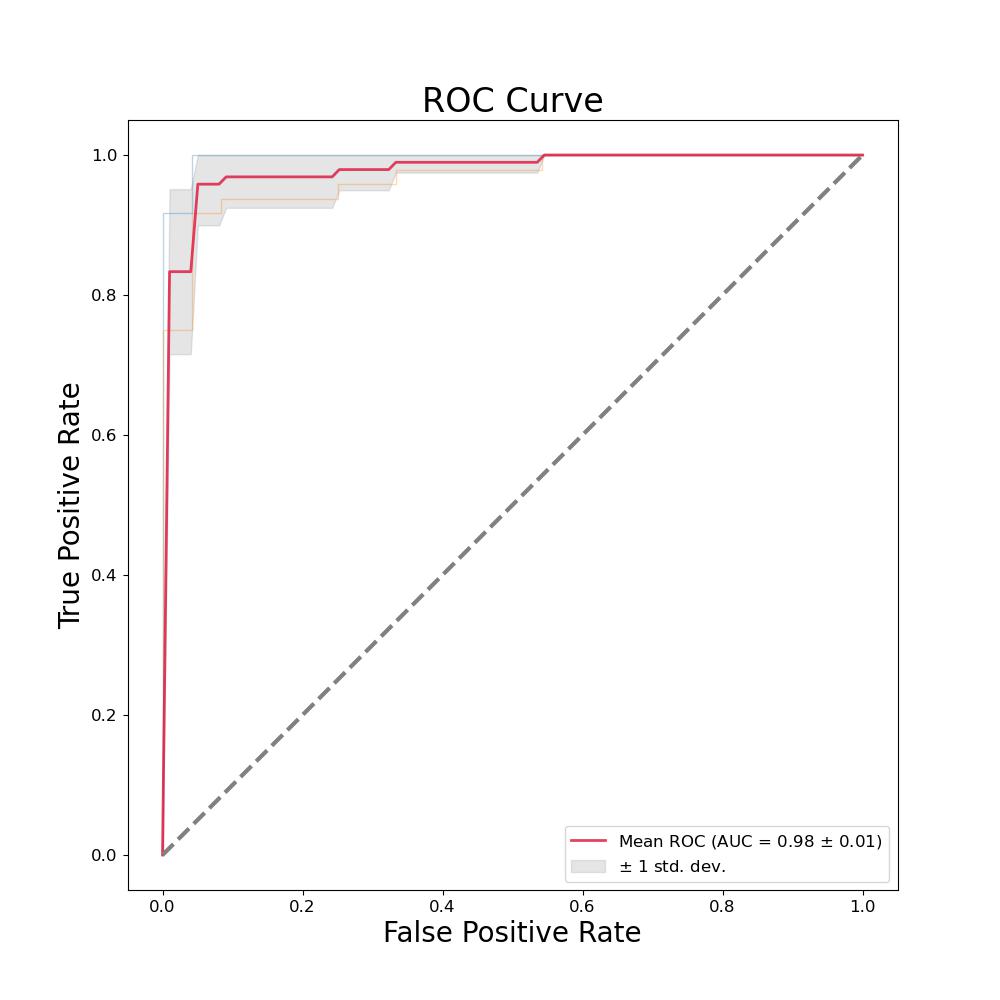 ROC Curve
True Positive Rate
1.0
0.8
0.6
0.4
0.2
0.0
Mean ROC (AUC = 0.98 ± 0.01)
± 1 std. dev.
0.0 0.2 0.4 0.6 0.8 1.0
False Positive Rate